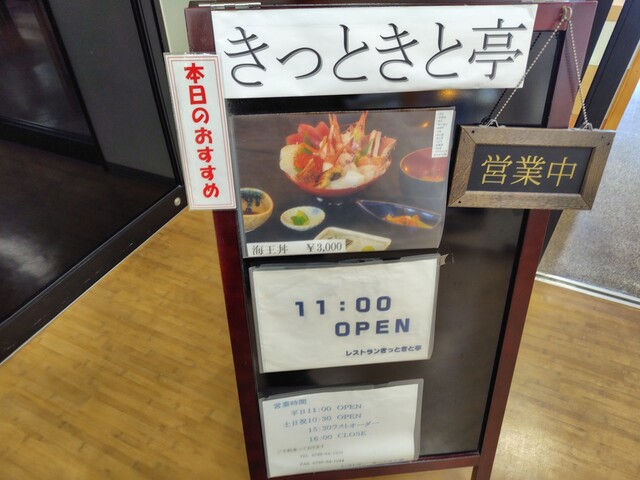 きっときと亭
本日のおすすめ
営業中
海王丼 ¥3,000
11:00
OPEN
レストランきっときと亭
営業時間
平日11:00 OPEN
土日祝10:30 OPEN
15:30ラストオーダー
16:00 CLOSE